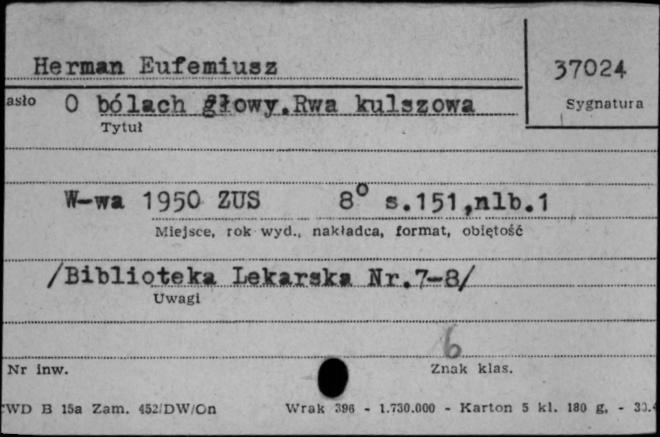 Herman Eufemiusz
37024
asło O bólach głowy.Rwa kulszowa
Sygnatura
Tytuł
W-wa 1950 ZUS 8° s.151,nlb.1
Miejsce, rok wyd., nakładca, format, objętość
/Biblioteka Lekarska Nr.7-8/
Uwagi
6
Nr inw.
Znak klas.
CWD B 15a Zam. 452/DW/On Wrak 396 - 1.730.000 - Karton 5 kl. 180 g, -